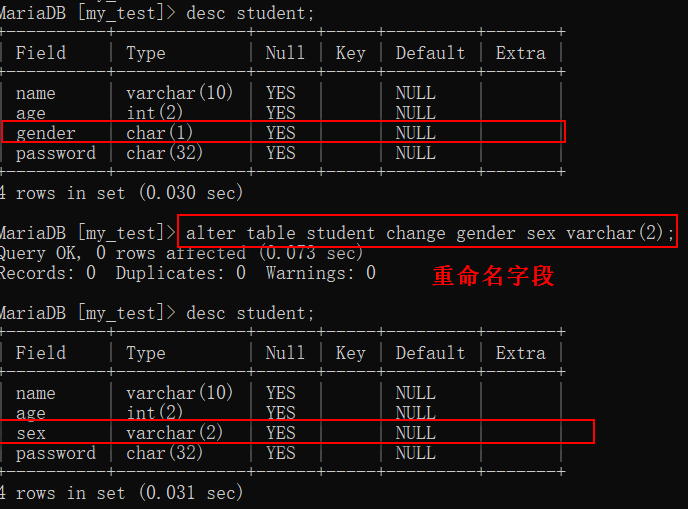 MariaDB [my_test]> desc student;
+----------+-------------+------+-----+---------+-------+
| Field    | Type        | Null | Key | Default | Extra |
+----------+-------------+------+-----+---------+-------+
| name     | varchar(10) | YES  |     | NULL    |       |
| age      | int(2)      | YES  |     | NULL    |       |
| gender   | char(1)     | YES  |     | NULL    |       |
| password | char(32)    | YES  |     | NULL    |       |
+----------+-------------+------+-----+---------+-------+
4 rows in set (0.030 sec)
MariaDB [my_test]> alter table student change gender sex varchar(2);
Query OK, 0 rows affected (0.073 sec)
Records: 0  Duplicates: 0  Warnings: 0
重命名字段
MariaDB [my_test]> desc student;
+----------+-------------+------+-----+---------+-------+
| Field    | Type        | Null | Key | Default | Extra |
+----------+-------------+------+-----+---------+-------+
| name     | varchar(10) | YES  |     | NULL    |       |
| age      | int(2)      | YES  |     | NULL    |       |
| sex      | varchar(2)  | YES  |     | NULL    |       |
| password | char(32)    | YES  |     | NULL    |       |
+----------+-------------+------+-----+---------+-------+
4 rows in set (0.031 sec)